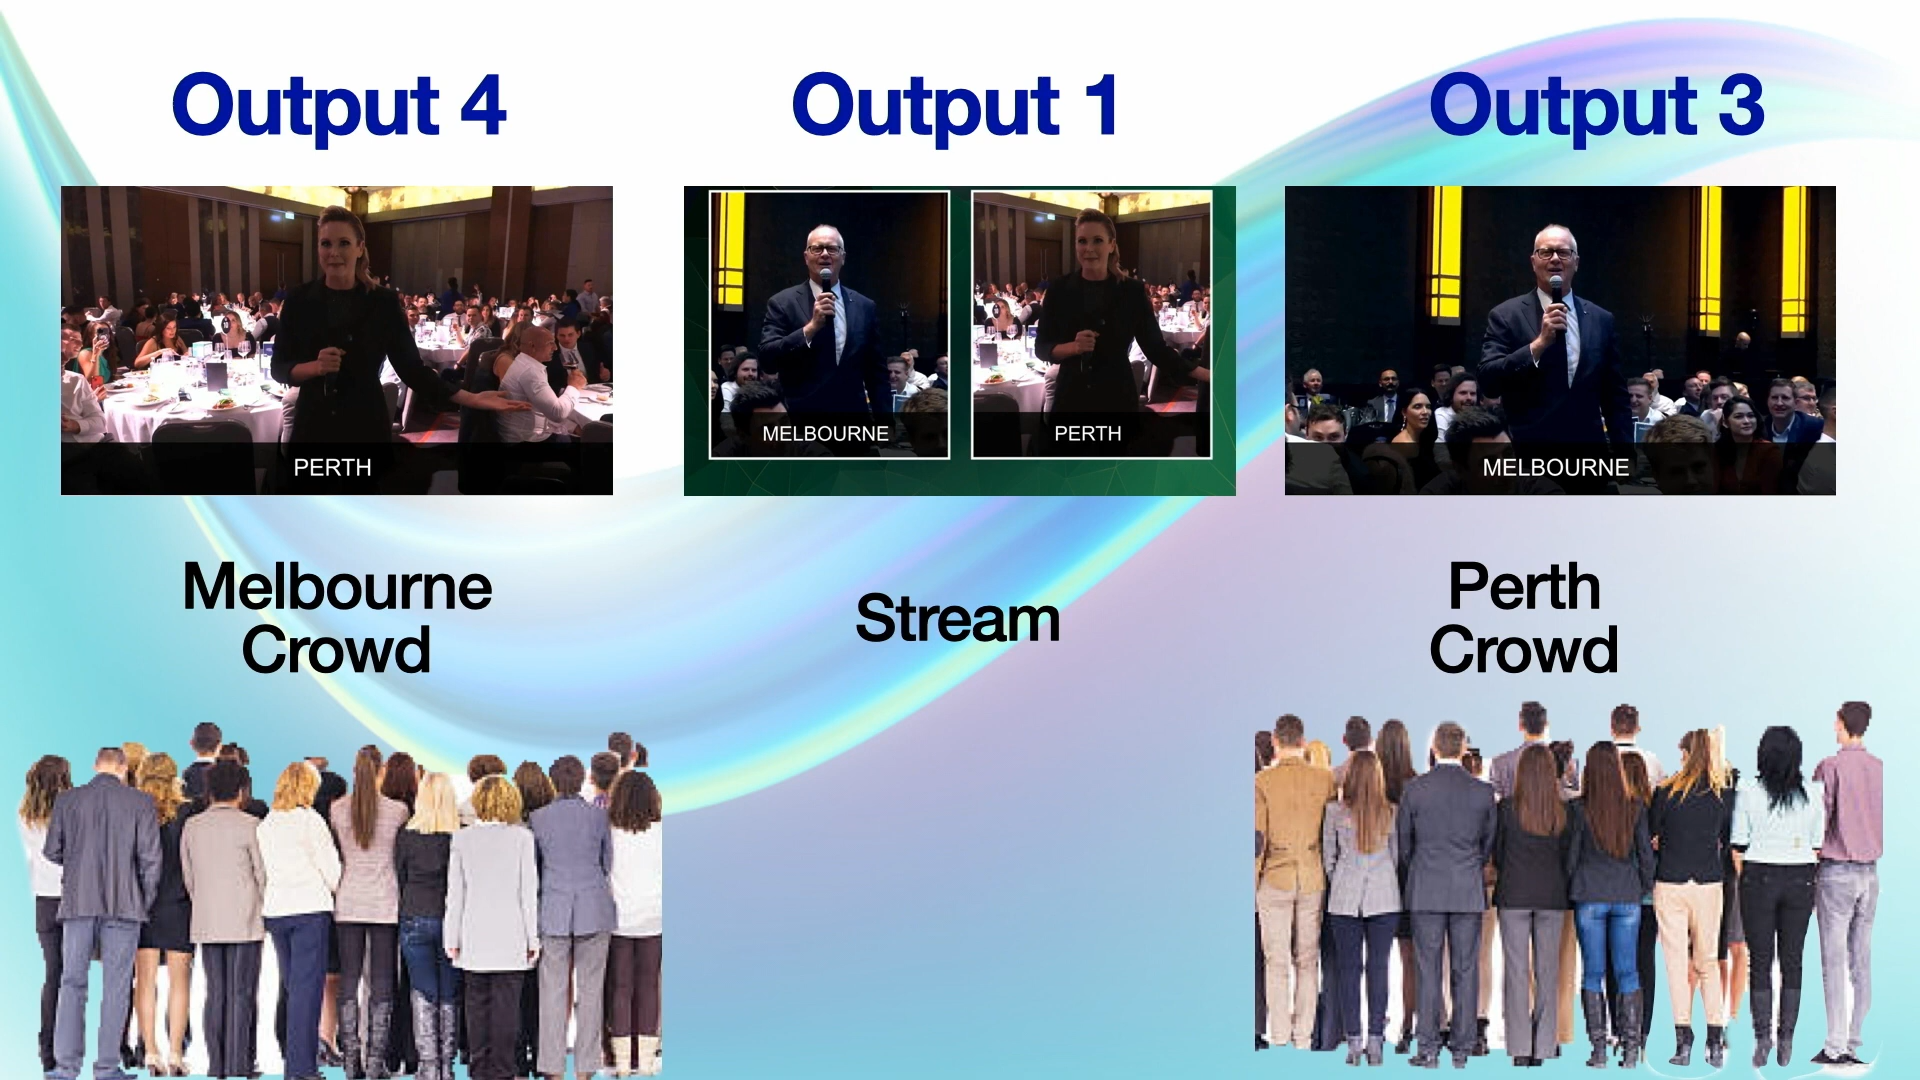 Output 4
Output 1
Output 3
PERTH
MELBOURNE
PERTH
MELBOURNE
Melbourne
Crowd
Stream
Perth
Crowd